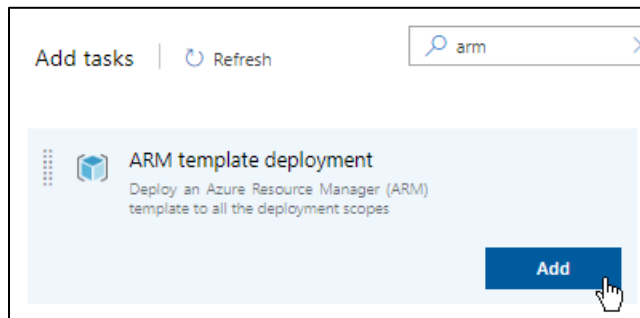 Add tasks Refresh arm
ARM template deployment
Deploy an Azure Resource Manager (ARM)
template to all the deployment scopes
Add